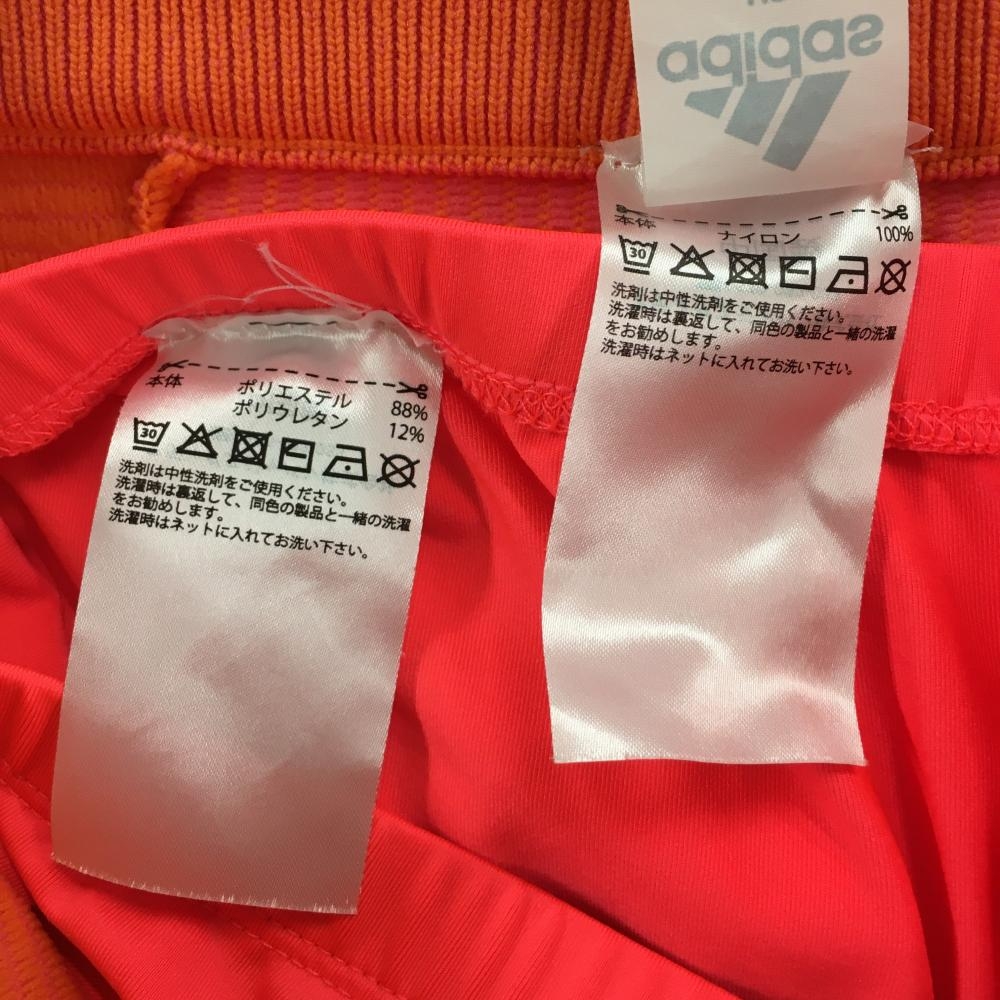 adidas
本体
ナイロン 100%
30
洗剤は中性洗剤をご使用ください。
洗濯時は裏返して、同色の製品と一緒の洗濯
をお勧めします。
洗濯時はネットに入れてお洗い下さい。
本体
ポリエステル 88%
ポリウレタン 12%
30
洗剤は中性洗剤をご使用ください。
洗濯時は裏返して、同色の製品と一緒の洗濯
をお勧めします。
洗濯時はネットに入れてお洗い下さい。